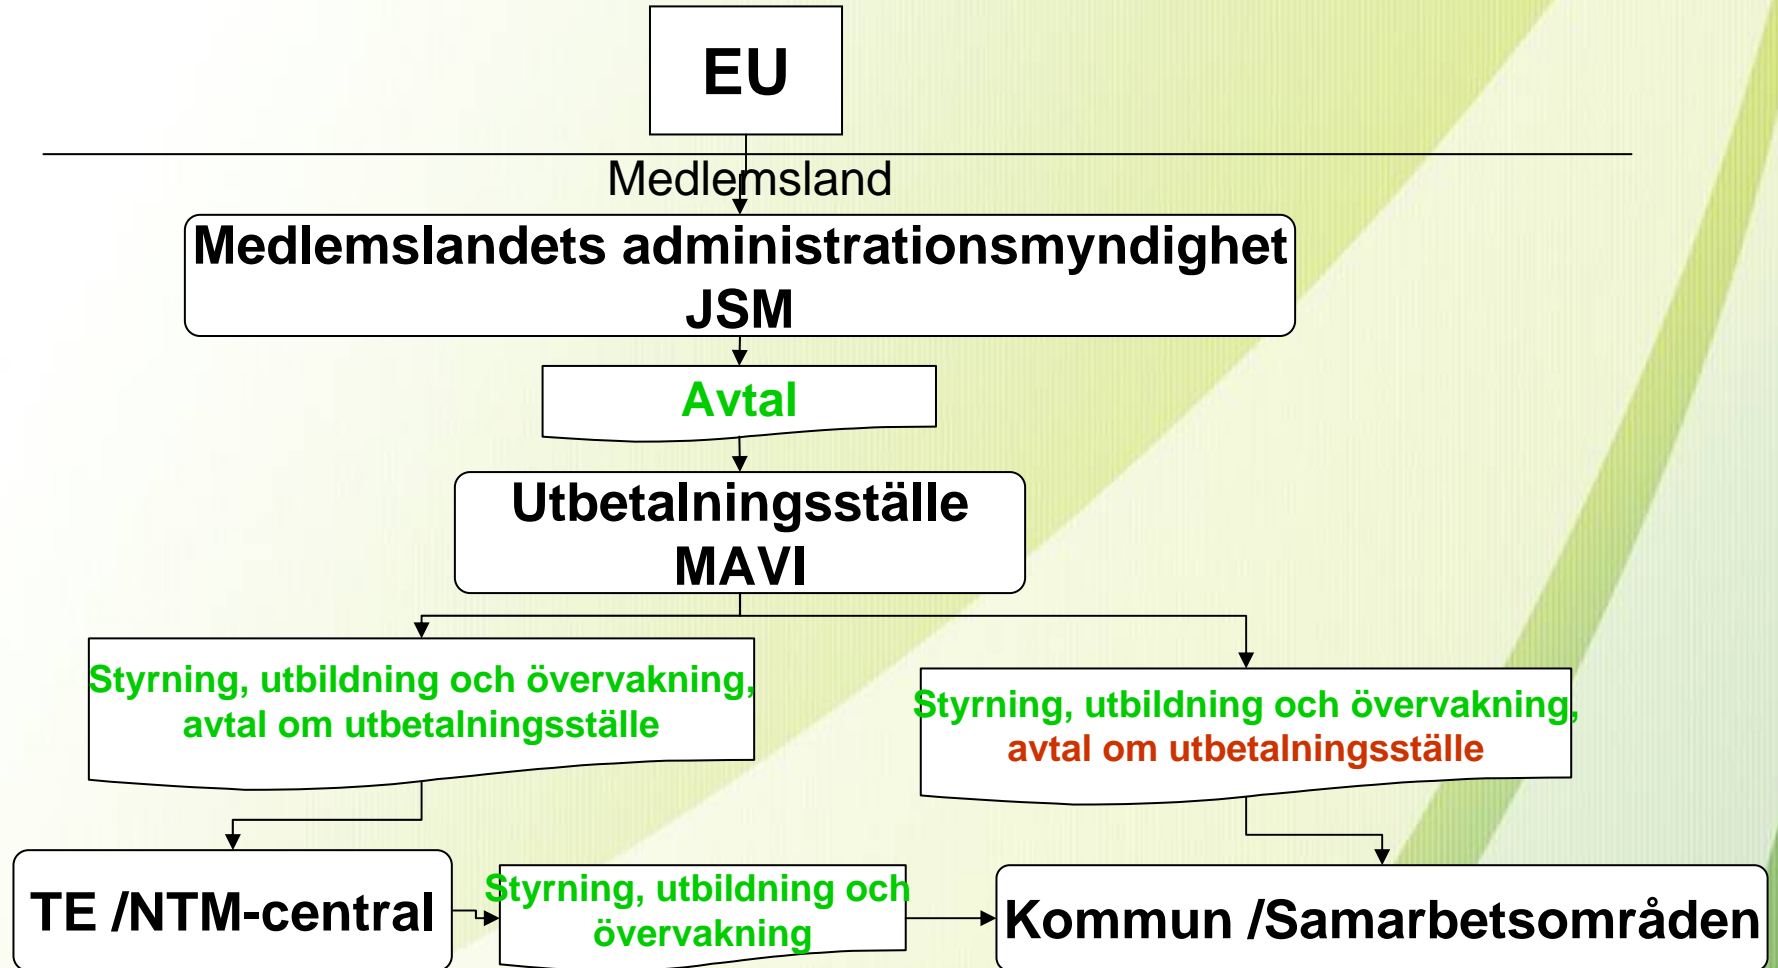 EU
Medlemsland
Medlemslandets administrationsmyndighet
JSM
Avtal
Utbetalningsställe
MAVI
Styrning, utbildning och övervakning,
avtal om utbetalningsställe
Styrning, utbildning och övervakning,
avtal om utbetalningsställe
TE /NTM-central
Styrning, utbildning och
övervakning
Kommun /Samarbetsområden